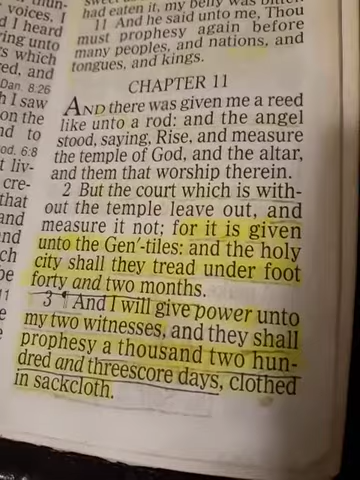 had eaten it, my belly was bitter.
11 And he said unto me, Thou
must prophesy again before
many peoples, and nations, and
tongues, and kings.
CHAPTER 11
AND there was given me a reed
like unto a rod: and the angel
stood, saying, Rise, and measure
the temple of God, and the altar,
and them that worship therein.
2 But the court which is with-
out the temple leave out, and
measure it not; for it is given
unto the Gen'-tiles: and the holy
city shall they tread under foot
forty and two months.
3 ¶ And I will give power unto
my two witnesses, and they shall
prophesy a thousand two hun-
dred and threescore days, clothed
in sackcloth.
voices, I
I heard
ring unto
s which
red, and
Dan. 8:26
h I saw
on the
nd to
od. 6:8
t liv-
cre-
that
and
nd
ch
be
11